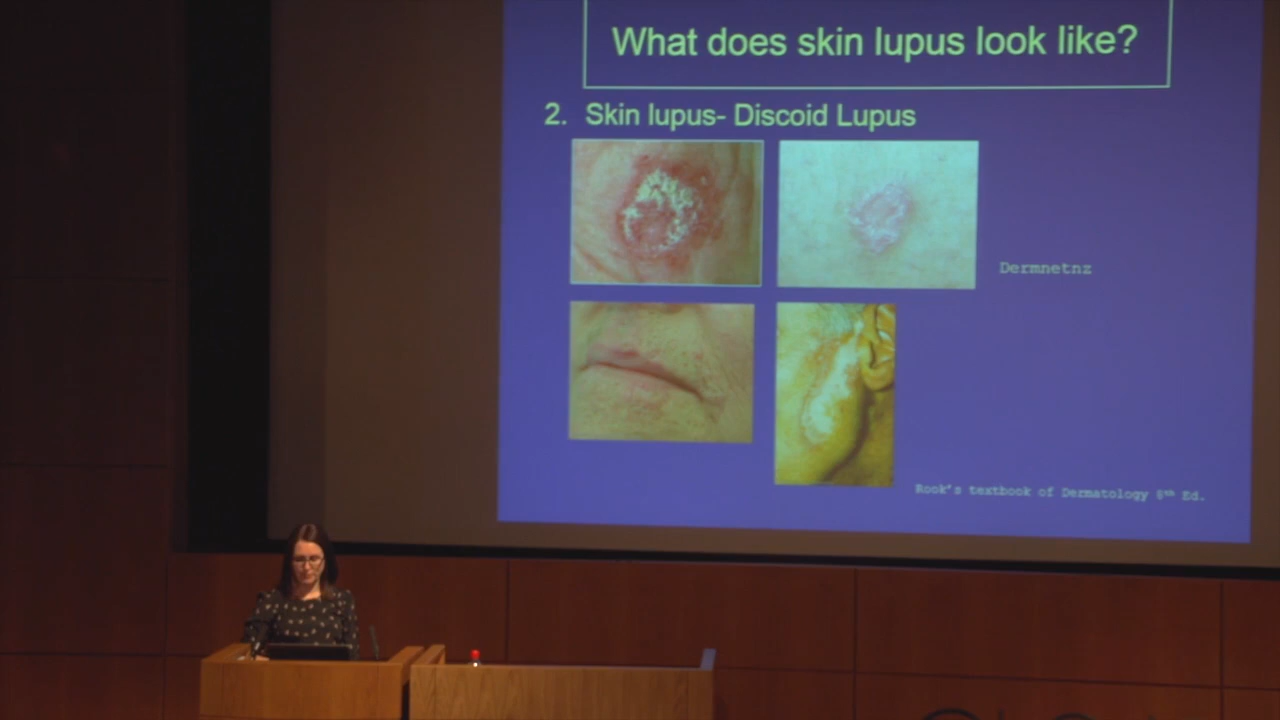 What does skin lupus look like?
2. Skin lupus- Discoid Lupus
Dermnetnz
Rook's textbook of Dermatology 8th Ed.